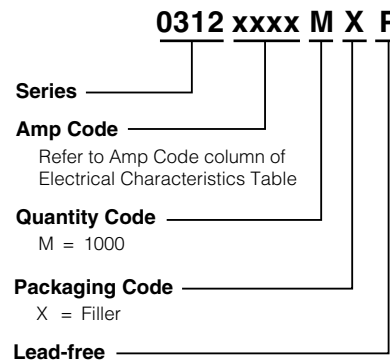 0312 xxxx M X P
Series
Amp Code
Refer to Amp Code column of
Electrical Characteristics Table
Quantity Code
M = 1000
Packaging Code
X = Filler
Lead-free